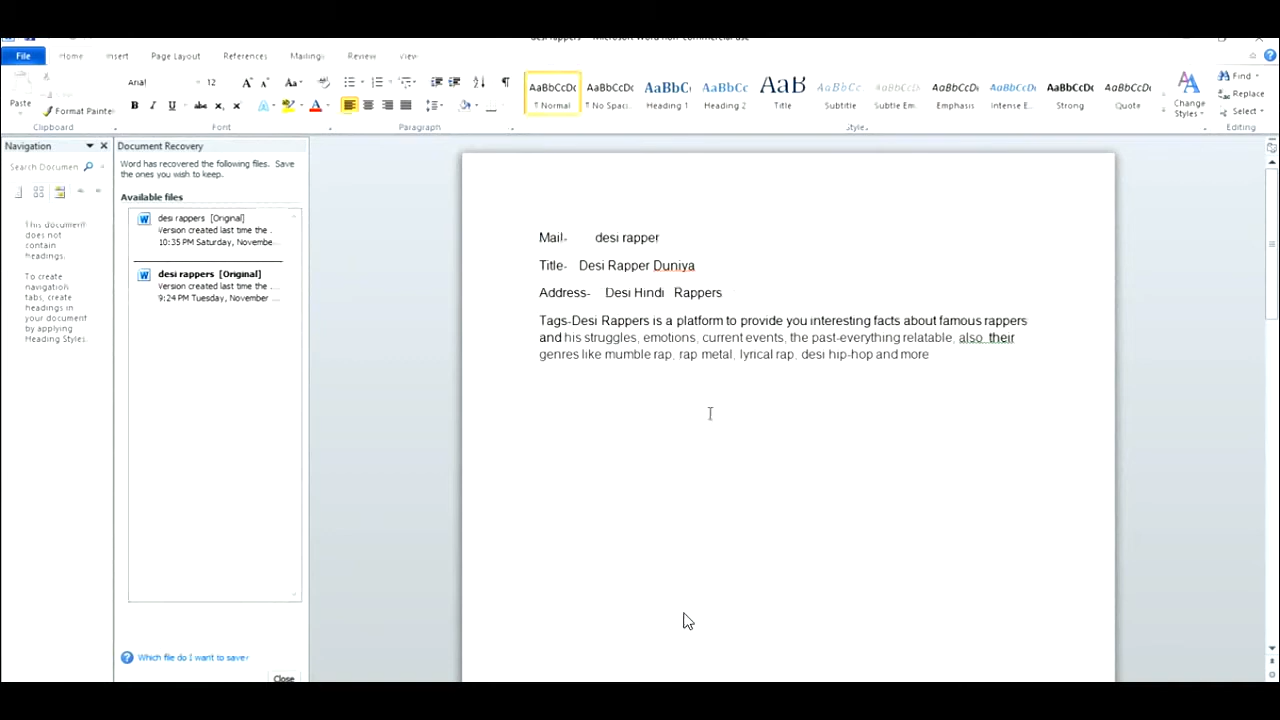 File Home Insert Page Layout References Mailings Review View
Arial 12
Paste
Format Painter
AaBbCcDc AaBbCcDc AaBbC AaBbCc AaB AaBbCcL AaBbCcDc AaBbCcDc AaBbCcDc AaBbCcDc AaBbCcDc
¶ Normal ¶ No Spaci.. Heading 1 Heading 2 Title Subtitle Subtle Em.. Emphasis Intense E... Strong Quote
Change
Styles
Find
Replace
Select
Clipboard Font Paragraph Style Editing
Navigation
Search Documen
This document
does not
contain
headings.
To create
navigation
tabs, create
headings in
your document
by applying
Heading Styles.
Document Recovery
Word has recovered the following files. Save
the ones you wish to keep.
Available files
desi rappers [Original]
Version created last time the .
10:35 PM Saturday, Novembe
desi rappers [Original]
Version created last time the ...
9:24 PM Tuesday, November ...
Which file do I want to save?
Close
Mail- desi rapper
Title- Desi Rapper Duniya
Address- Desi Hindi Rappers
Tags-Desi Rappers is a platform to provide you interesting facts about famous rappers
and his struggles, emotions, current events, the past-everything relatable, also their
genres like mumble rap, rap metal, lyrical rap, desi hip-hop and more